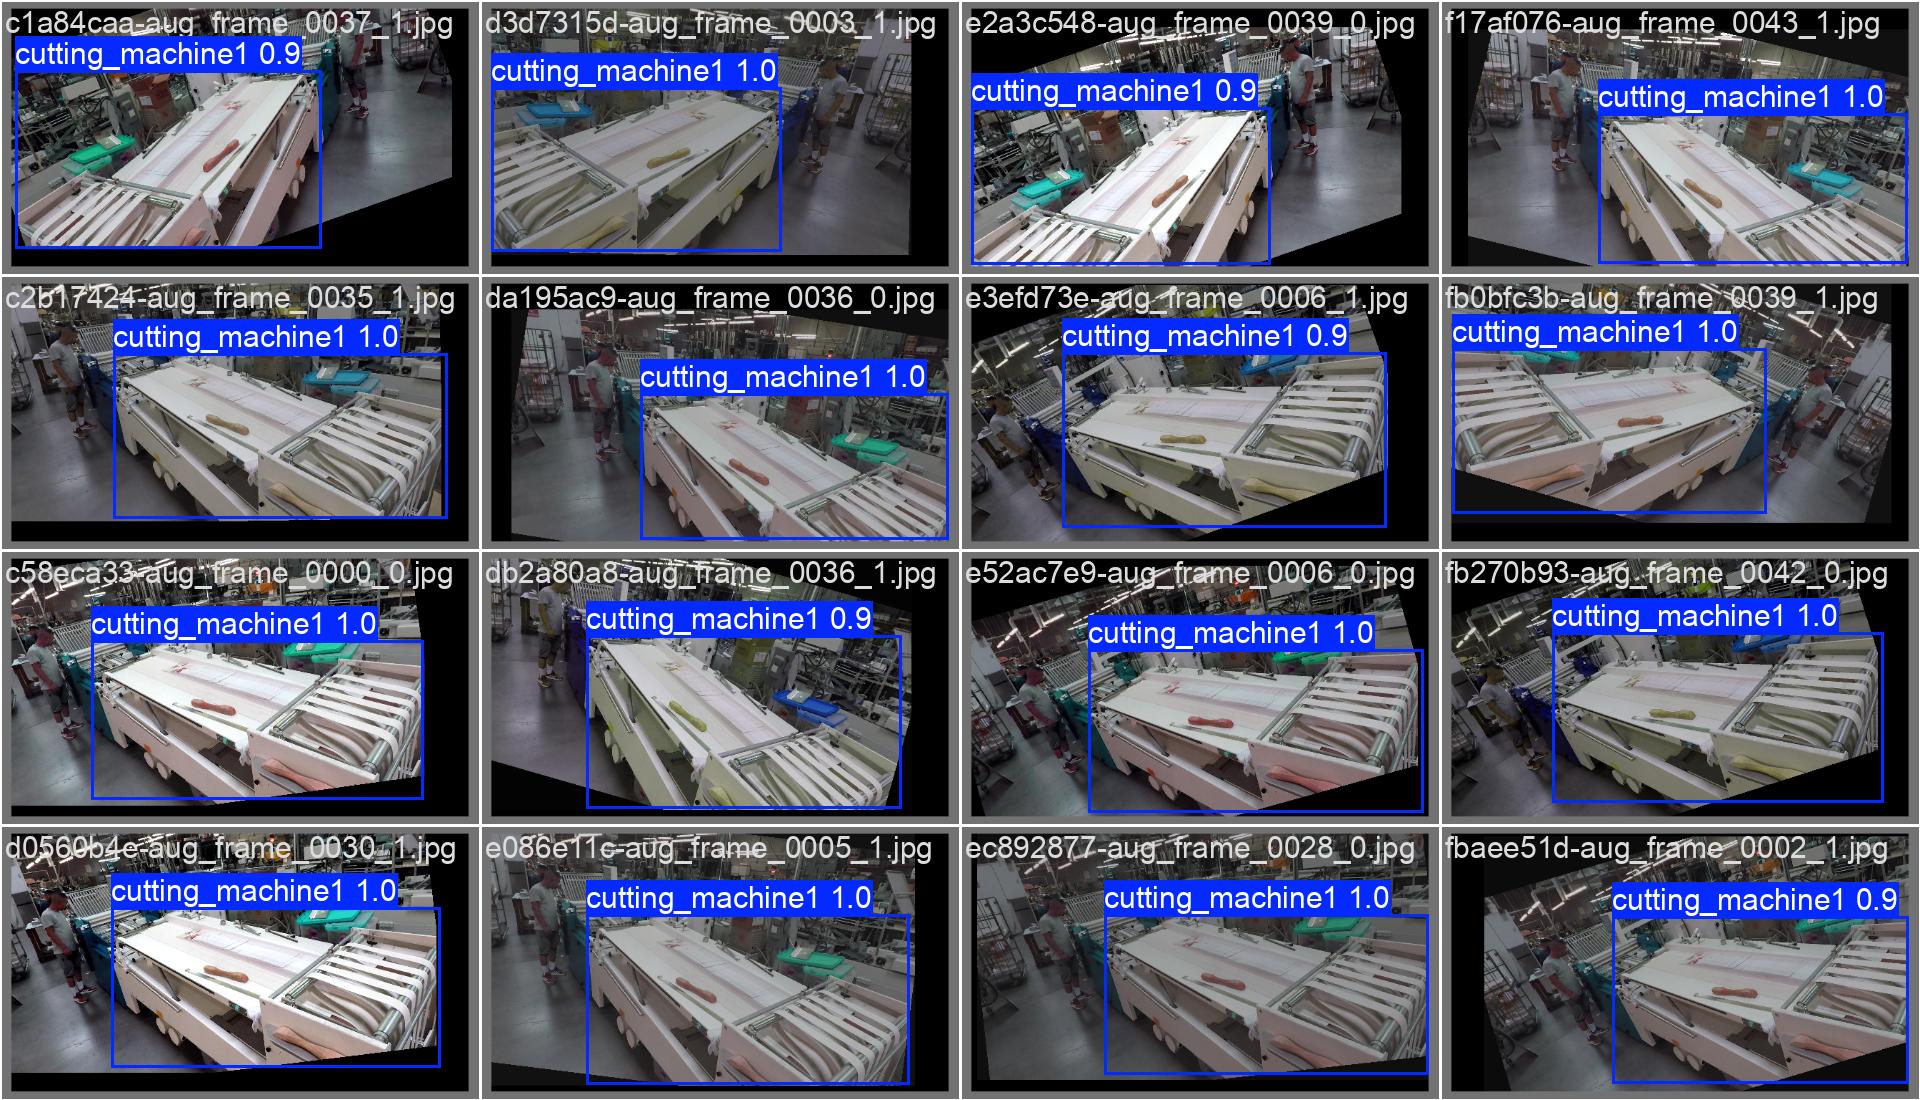 c1a84caa-aug_frame_0037_1.jpg
cutting_machine1 0.9
d3d7315d-aug_frame_0003_1.jpg
cutting_machine1 1.0
e2a3c548-aug_frame_0039_0.jpg
cutting_machine1 0.9
f17af076-aug_frame_0043_1.jpg
cutting_machine1 1.0
c2b17424-aug_frame_0035_1.jpg
cutting_machine1 1.0
da195ac9-aug_frame_0036_0.jpg
cutting_machine1 1.0
e3efd73e-aug_frame_0006_1.jpg
cutting_machine1 0.9
fb0bfc3b-aug_frame_0039_1.jpg
cutting_machine1 1.0
c58eca33-aug_frame_0000_0.jpg
cutting_machine1 1.0
db2a80a8-aug_frame_0036_1.jpg
cutting_machine1 0.9
e52ac7e9-aug_frame_0006_0.jpg
cutting_machine1 1.0
fb270b93-aug_frame_0042_0.jpg
cutting_machine1 1.0
d0560b4e-aug_frame_0030_1.jpg
cutting_machine1 1.0
e086e11c-aug_frame_0005_1.jpg
cutting_machine1 1.0
ec892877-aug_frame_0028_0.jpg
cutting_machine1 1.0
fbaee51d-aug_frame_0002_1.jpg
cutting_machine1 0.9